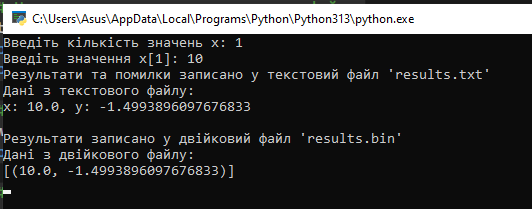 C:\Users\Asus\AppData\Local\Programs\Python\Python313\python.exe
Введіть кількість значень x: 1
Введіть значення x[1]: 10
Результати та помилки записано у текстовий файл 'results.txt'
Дані з текстового файлу:
x: 10.0, y: -1.4993896097676833
Результати записано у двійковий файл 'results.bin'
Дані з двійкового файлу:
[(10.0, -1.4993896097676833)]